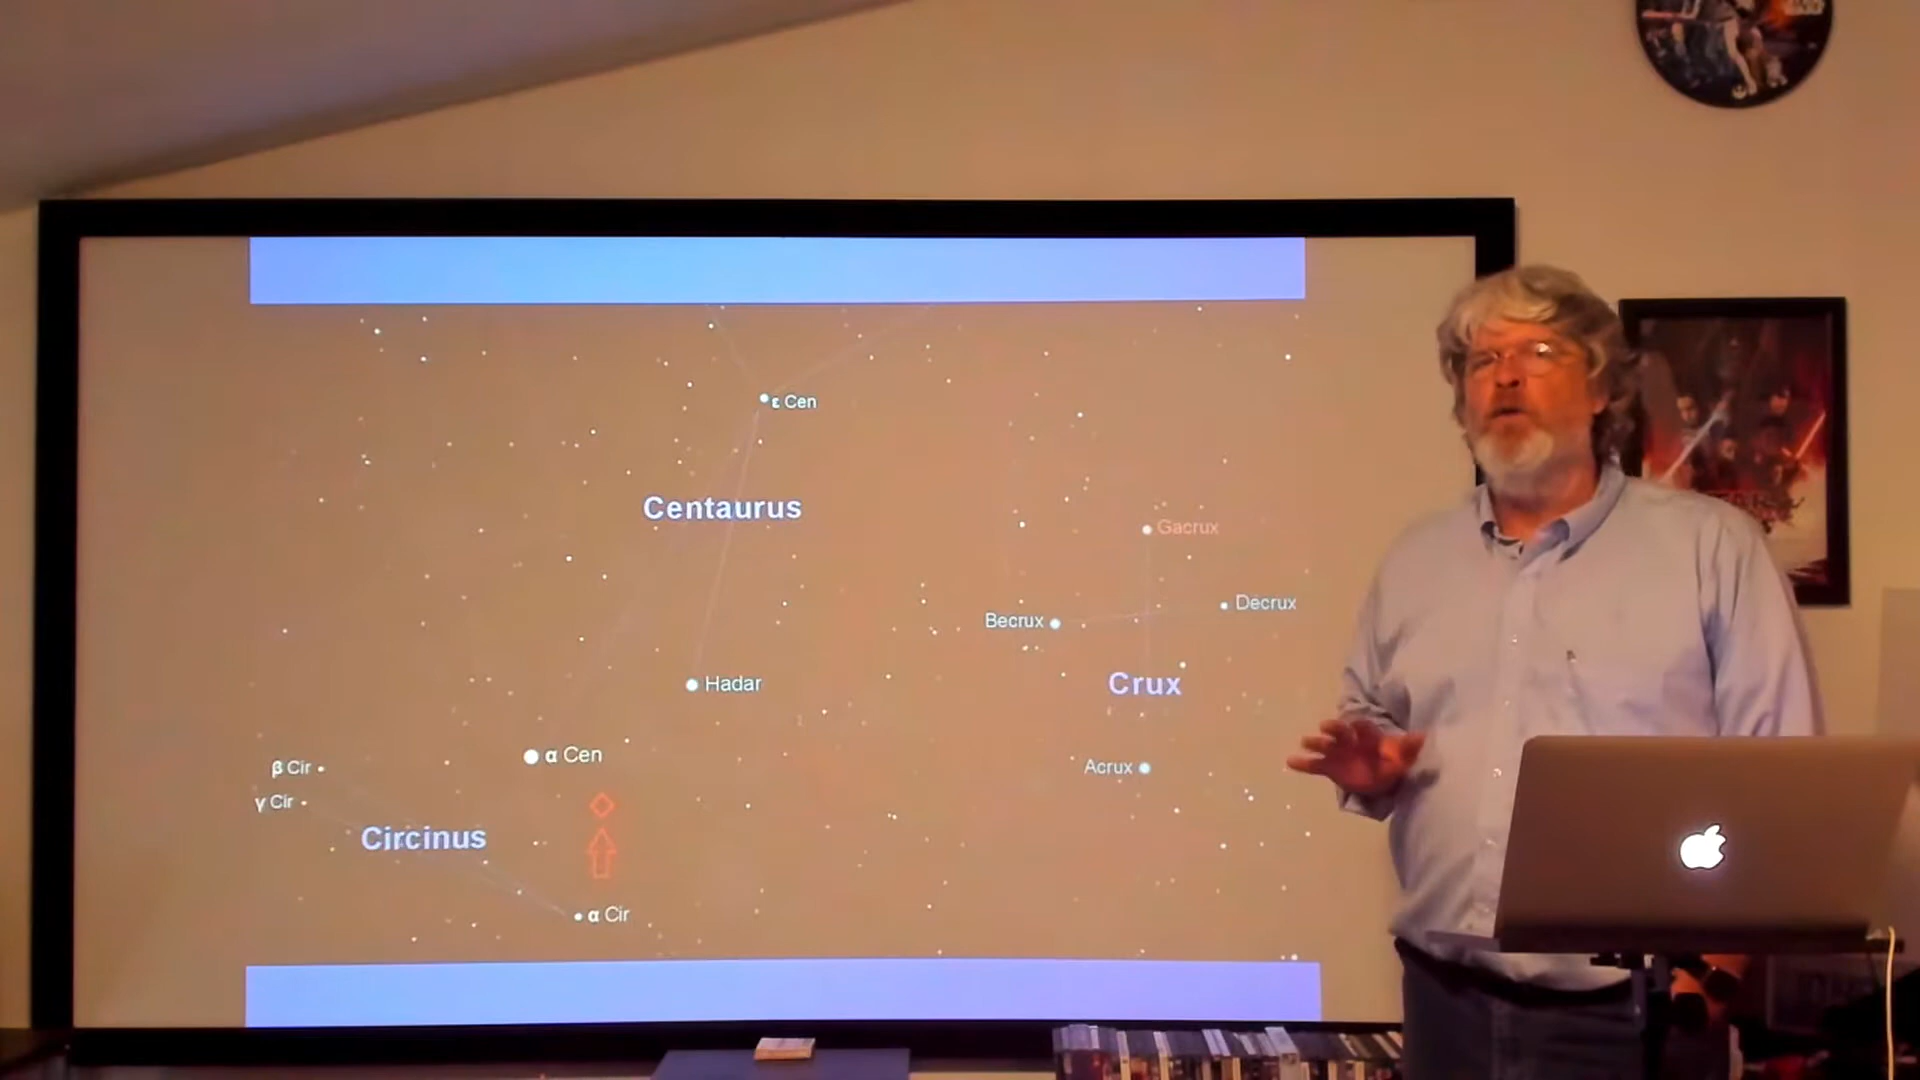 ε Cen
Centaurus
Gacrux
Decrux
Becrux
Hadar
Crux
α Cen
Acrux
β Cir
γ Cir
Circinus
α Cir